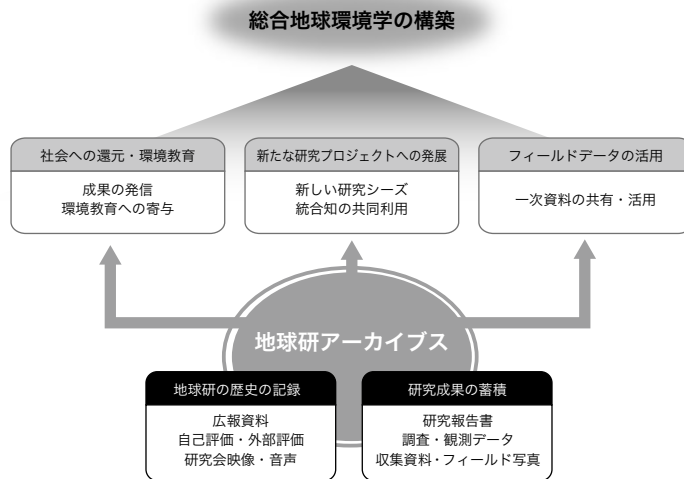 総合地球環境学の構築
社会への還元・環境教育
成果の発信
環境教育への寄与
新たな研究プロジェクトへの発展
新しい研究シーズ
統合知の共同利用
フィールドデータの活用
一次資料の共有・活用
地球研アーカイブス
地球研の歴史の記録
広報資料
自己評価・外部評価
研究会映像・音声
研究成果の蓄積
研究報告書
調査・観測データ
収集資料・フィールド写真